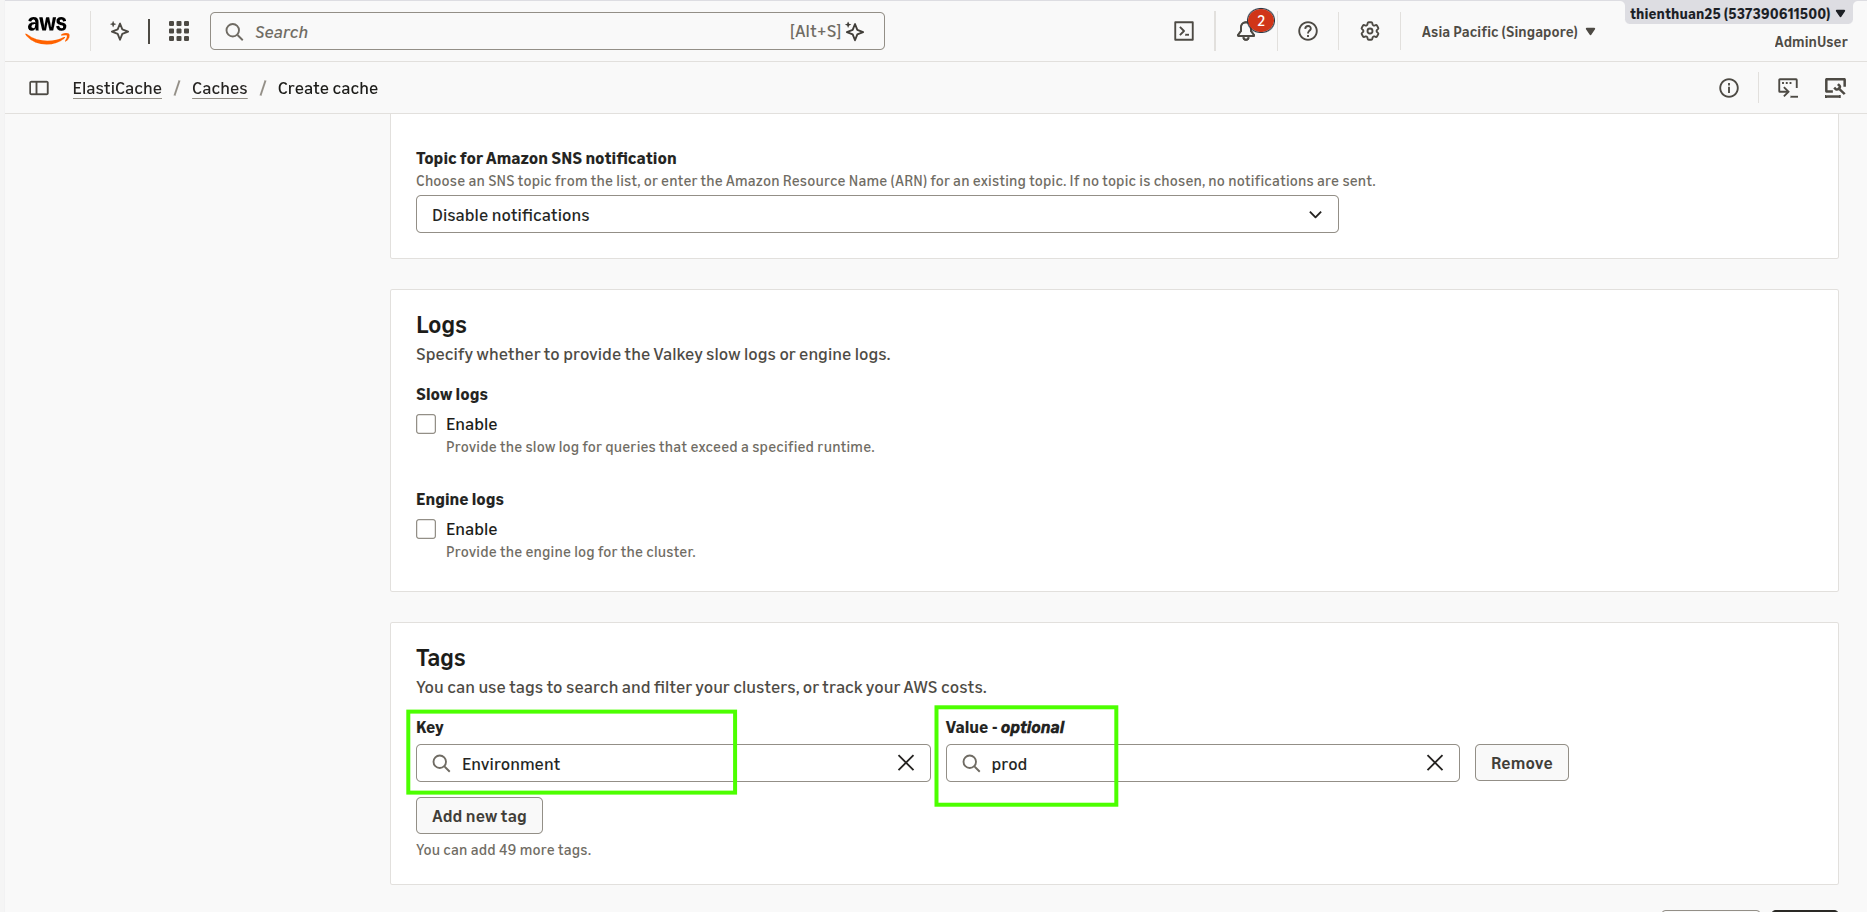 aws
Search
[Alt+S]
2
Asia Pacific (Singapore)
thienthuan25 (537390611500)
AdminUser
ElastiCache / Caches / Create cache
Topic for Amazon SNS notification
Choose an SNS topic from the list, or enter the Amazon Resource Name (ARN) for an existing topic. If no topic is chosen, no notifications are sent.
Disable notifications
Logs
Specify whether to provide the Valkey slow logs or engine logs.
Slow logs
Enable
Provide the slow log for queries that exceed a specified runtime.
Engine logs
Enable
Provide the engine log for the cluster.
Tags
You can use tags to search and filter your clusters, or track your AWS costs.
Key
Value - optional
Environment
prod
Remove
Add new tag
You can add 49 more tags.